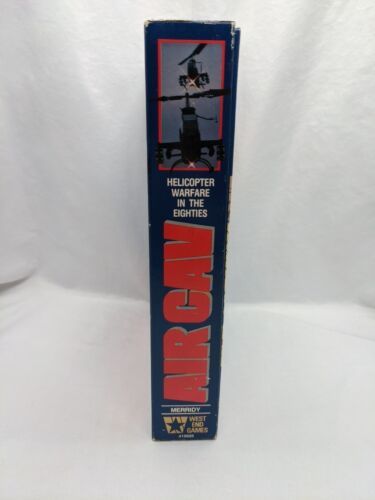 HELICOPTER
WARFARE
IN THE
EIGHTIES
AIR CAV
MERRIDY
WEST
END
GAMES